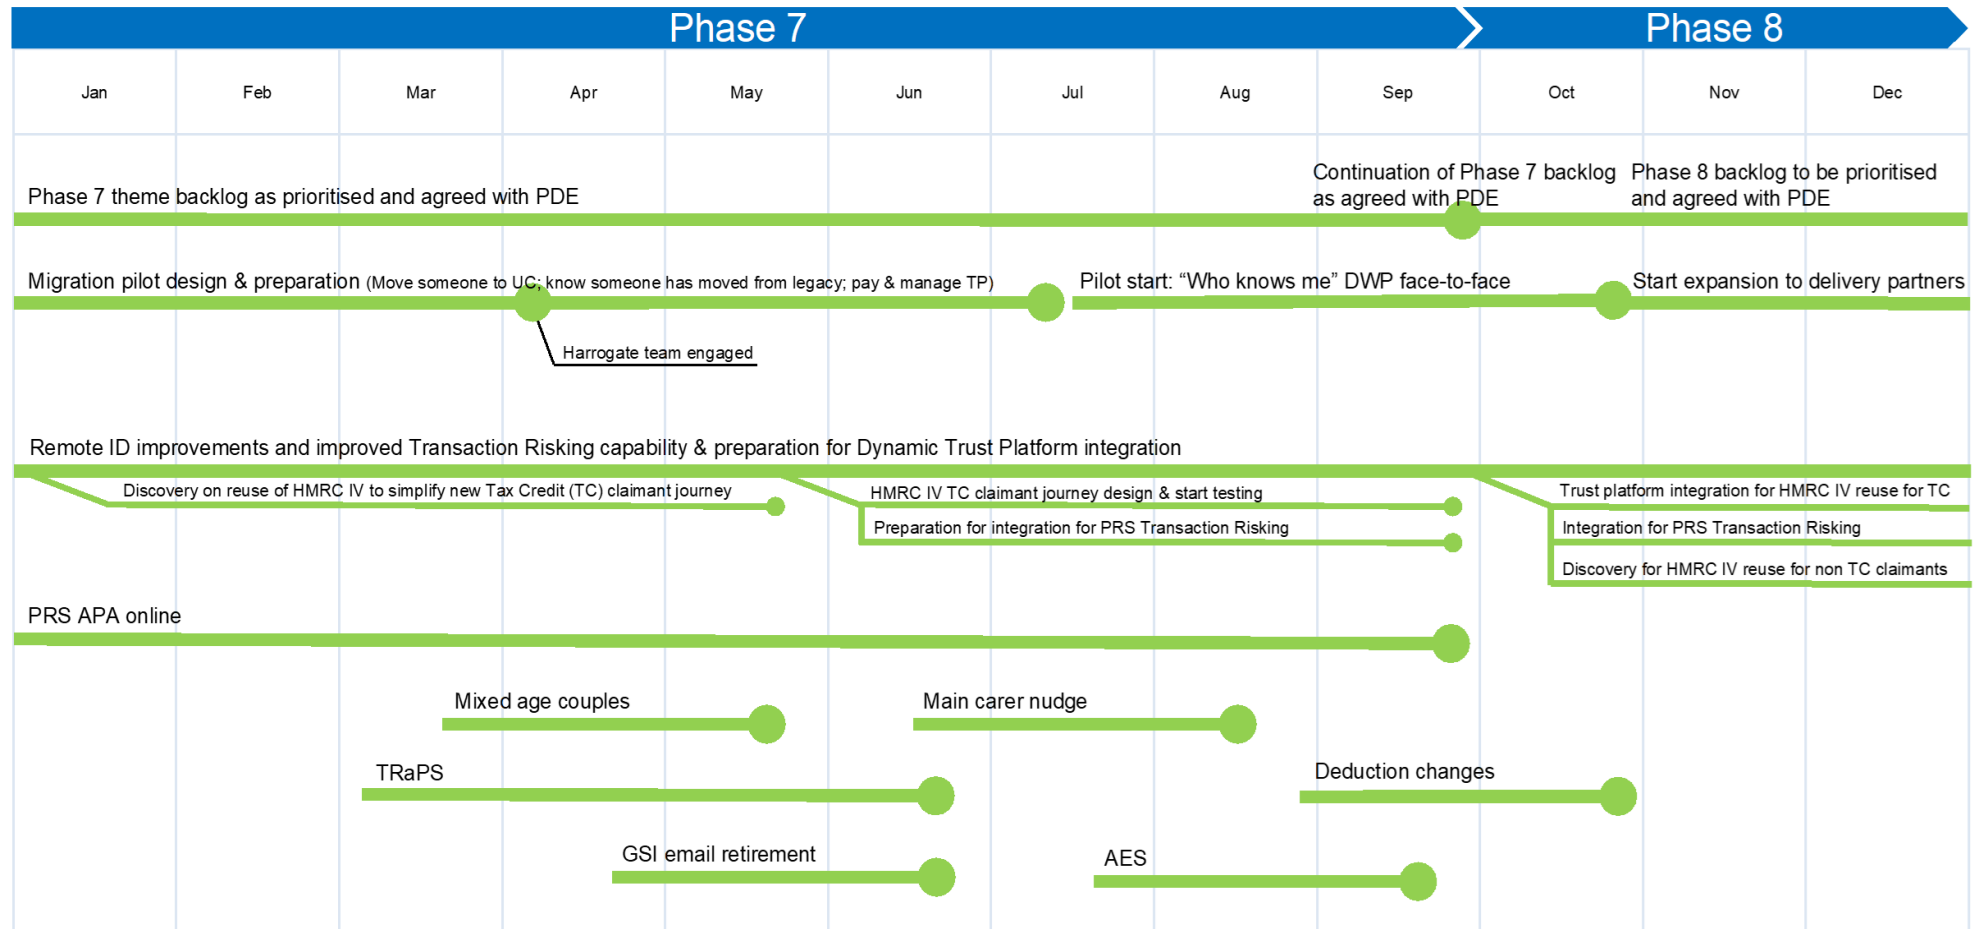 Phase 7
Phase 8
Jan
Feb
Mar
Apr
May
Jun
Jul
Aug
Sep
Oct
Nov
Dec
Phase 7 theme backlog as prioritised and agreed with PDE
Continuation of Phase 7 backlog
as agreed with PDE
Phase 8 backlog to be prioritised
and agreed with PDE
Migration pilot design & preparation (Move someone to UC; know someone has moved from legacy; pay & manage TP)
Pilot start: “Who knows me” DWP face-to-face
Start expansion to delivery partners
Harrogate team engaged
Remote ID improvements and improved Transaction Risking capability & preparation for Dynamic Trust Platform integration
Discovery on reuse of HMRC IV to simplify new Tax Credit (TC) claimant journey
HMRC IV TC claimant journey design & start testing
Preparation for integration for PRS Transaction Risking
Trust platform integration for HMRC IV reuse for TC
Integration for PRS Transaction Risking
Discovery for HMRC IV reuse for non TC claimants
PRS APA online
Mixed age couples
Main carer nudge
TRaPS
Deduction changes
GSI email retirement
AES